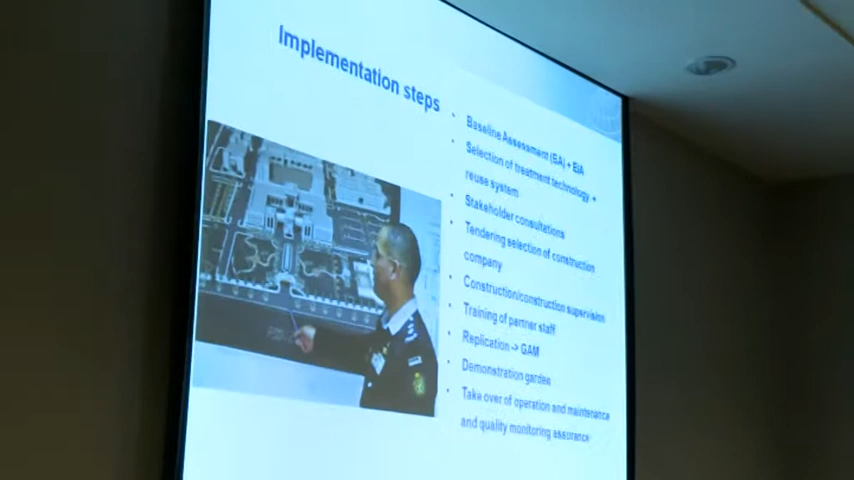 Implementation steps
Baseline Assessment (BA) + EIA
Selection of treatment technology +
reuse system
Stakeholder consultations
Tendering/selection of construction
company
Construction/construction supervision
Training of partner staff
Replication -> GAM
Demonstration garden
Take over of operation and maintenance
and quality monitoring assurance